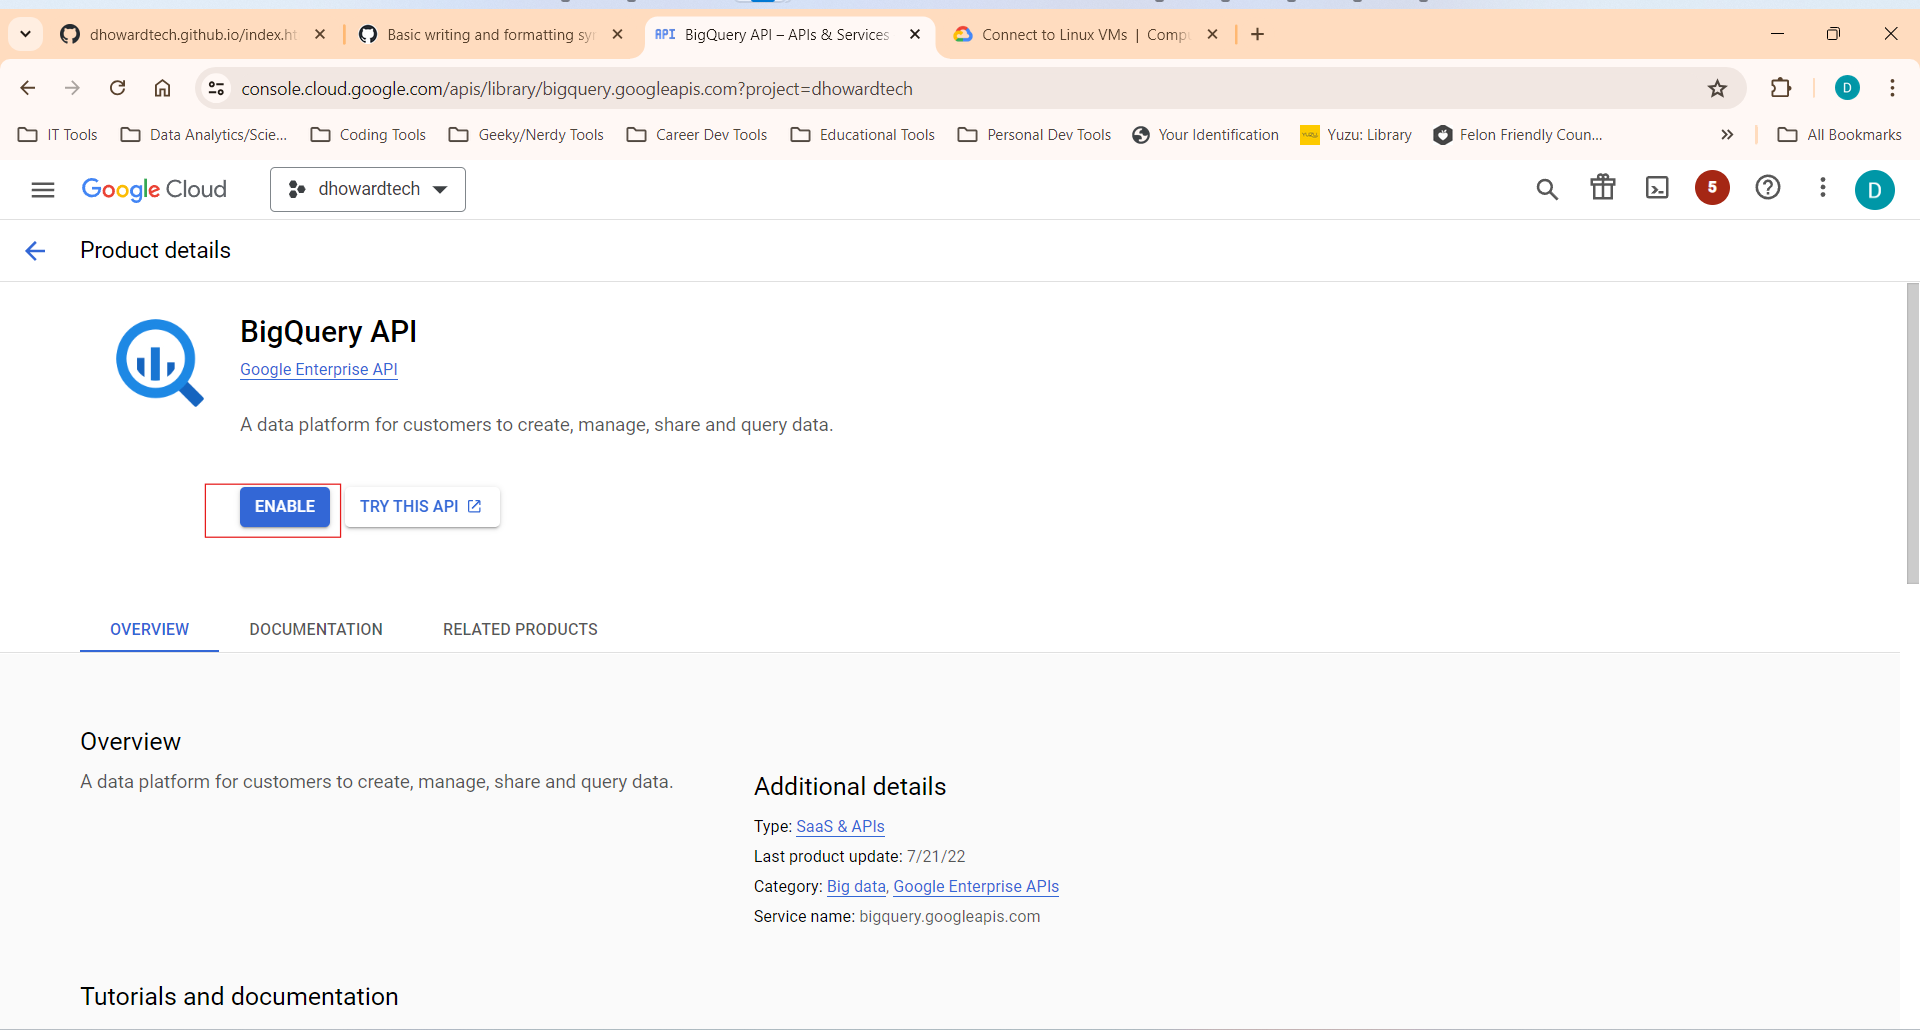 dhowardtech.github.io/index.ht
Basic writing and formatting syn
API BigQuery API – APIs & Services
Connect to Linux VMs | Compu
console.cloud.google.com/apis/library/bigquery.googleapis.com?project=dhowardtech
D
IT Tools
Data Analytics/Scie...
Coding Tools
Geeky/Nerdy Tools
Career Dev Tools
Educational Tools
Personal Dev Tools
Your Identification
Yuzu: Library
Felon Friendly Coun...
All Bookmarks
Google Cloud
dhowardtech
5
D
Product details
BigQuery API
Google Enterprise API
A data platform for customers to create, manage, share and query data.
ENABLE
TRY THIS API
OVERVIEW
DOCUMENTATION
RELATED PRODUCTS
Overview
A data platform for customers to create, manage, share and query data.
Additional details
Type: SaaS & APIs
Last product update: 7/21/22
Category: Big data, Google Enterprise APIs
Service name: bigquery.googleapis.com
Tutorials and documentation